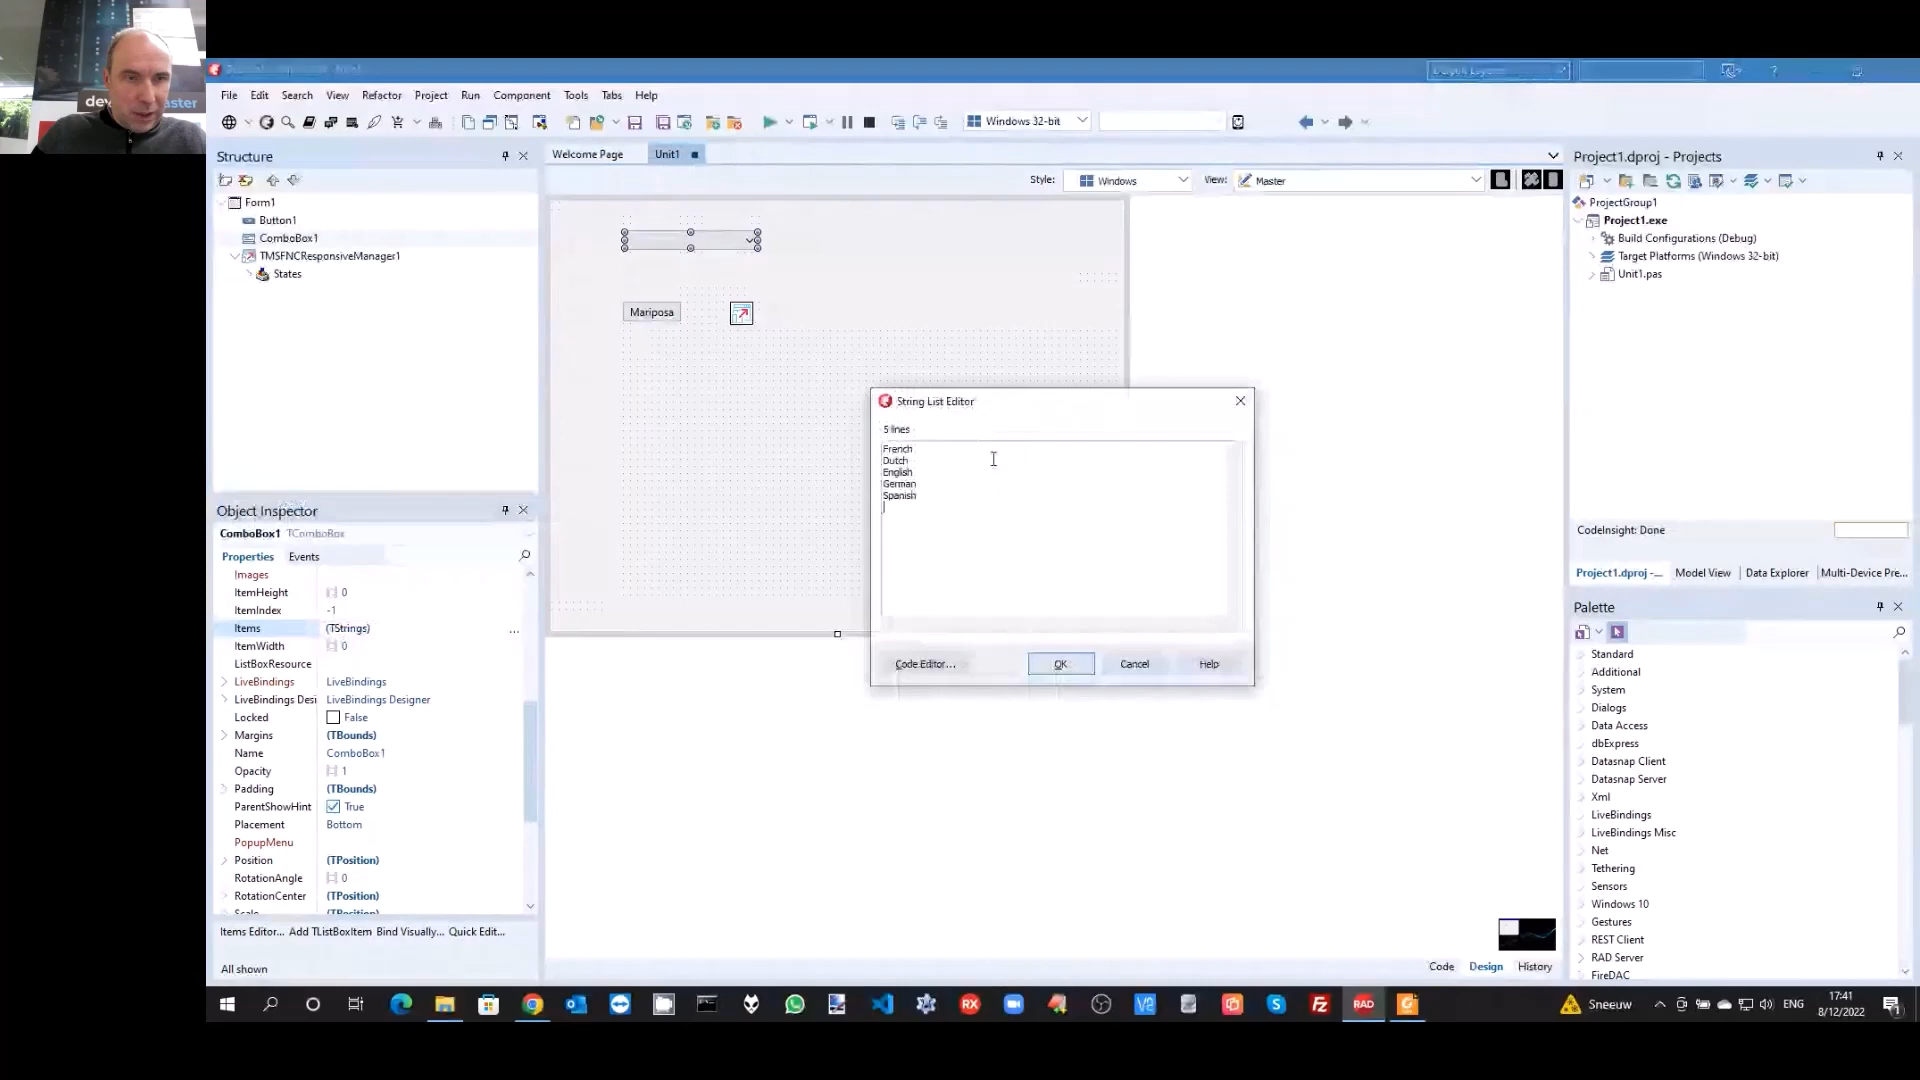 dev
aster
File Edit Search View Refactor Project Run Component Tools Tabs Help
Windows 32-bit
Structure
Welcome Page
Unit1
Project1.dproj - Projects
Style:
Windows
View:
Master
Form1
Button1
ComboBox1
TMSFNCResponsiveManager1
States
ProjectGroup1
Project1.exe
Build Configurations (Debug)
Target Platforms (Windows 32-bit)
Unit1.pas
Mariposa
String List Editor
5 lines
French
Dutch
English
German
Spanish
Code Editor...
OK
Cancel
Help
Object Inspector
ComboBox1 TComboBox
Properties
Events
Images
ItemHeight 0
ItemIndex -1
Items (TStrings) ...
ItemWidth 0
ListBoxResource
LiveBindings LiveBindings
LiveBindings Desi LiveBindings Designer
Locked False
Margins (TBounds)
Name ComboBox1
Opacity 1
Padding (TBounds)
ParentShowHint True
Placement Bottom
PopupMenu
Position (TPosition)
RotationAngle 0
RotationCenter (TPosition)
Scale (TPosition)
Items Editor... Add TListBoxItem Bind Visually... Quick Edit...
All shown
CodeInsight: Done
Project1.dproj -... Model View Data Explorer Multi-Device Pre...
Palette
Standard
Additional
System
Dialogs
Data Access
dbExpress
Datasnap Client
Datasnap Server
Xml
LiveBindings
LiveBindings Misc
Net
Tethering
Sensors
Windows 10
Gestures
REST Client
RAD Server
FireDAC
Code Design History
RX
RAD
Sneeuw
ENG
17:41
8/12/2022
1